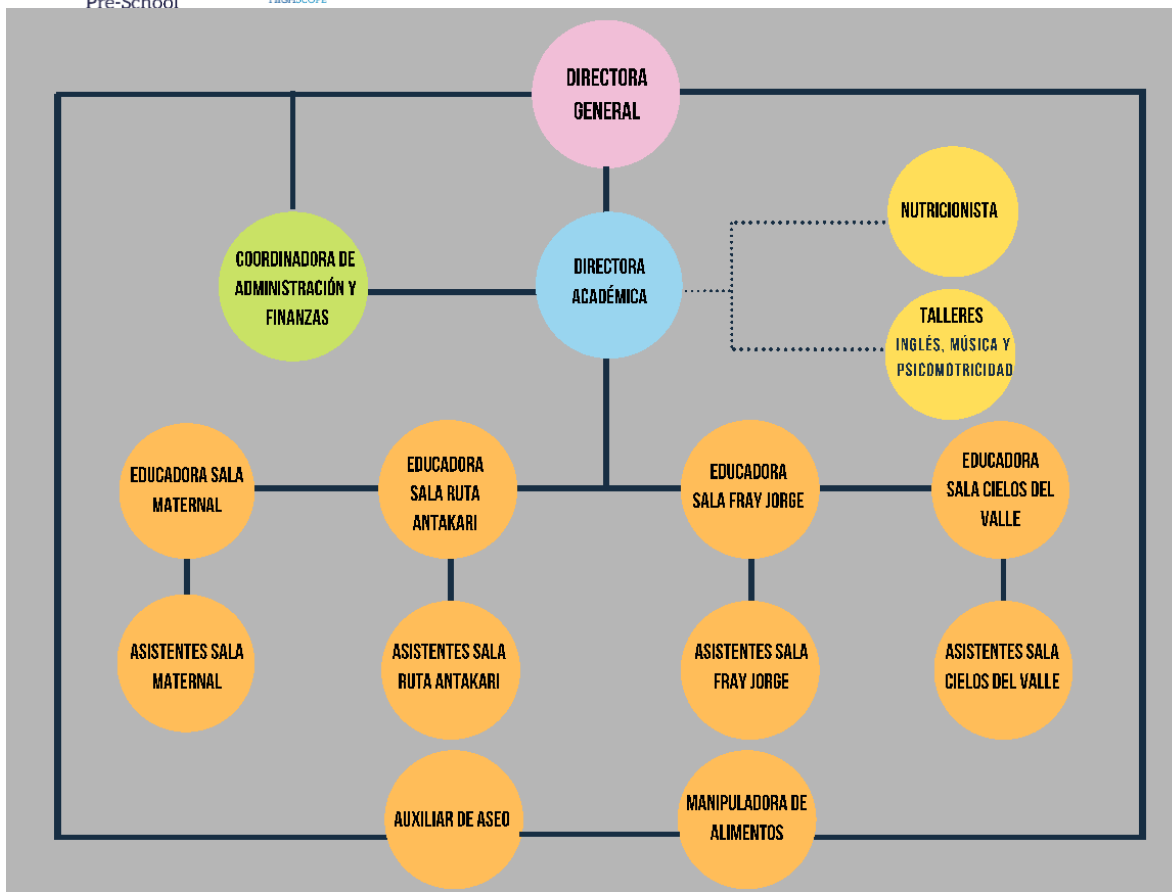 Pre-School
HIGHSCOPE
DIRECTORA
GENERAL
NUTRICIONISTA
COORDINADORA DE
ADMINISTRACIÓN Y
FINANZAS
DIRECTORA
ACADÉMICA
TALLERES
INGLÉS, MÚSICA Y
PSICOMOTRICIDAD
EDUCADORA SALA
MATERNAL
EDUCADORA
SALA RUTA
ANTAKARI
EDUCADORA
SALA FRAY JORGE
EDUCADORA
SALA CIELOS DEL
VALLE
ASISTENTES SALA
MATERNAL
ASISTENTES SALA
RUTA ANTAKARI
ASISTENTES SALA
FRAY JORGE
ASISTENTES SALA
CIELOS DEL VALLE
AUXILIAR DE ASEO
MANIPULADORA DE
ALIMENTOS